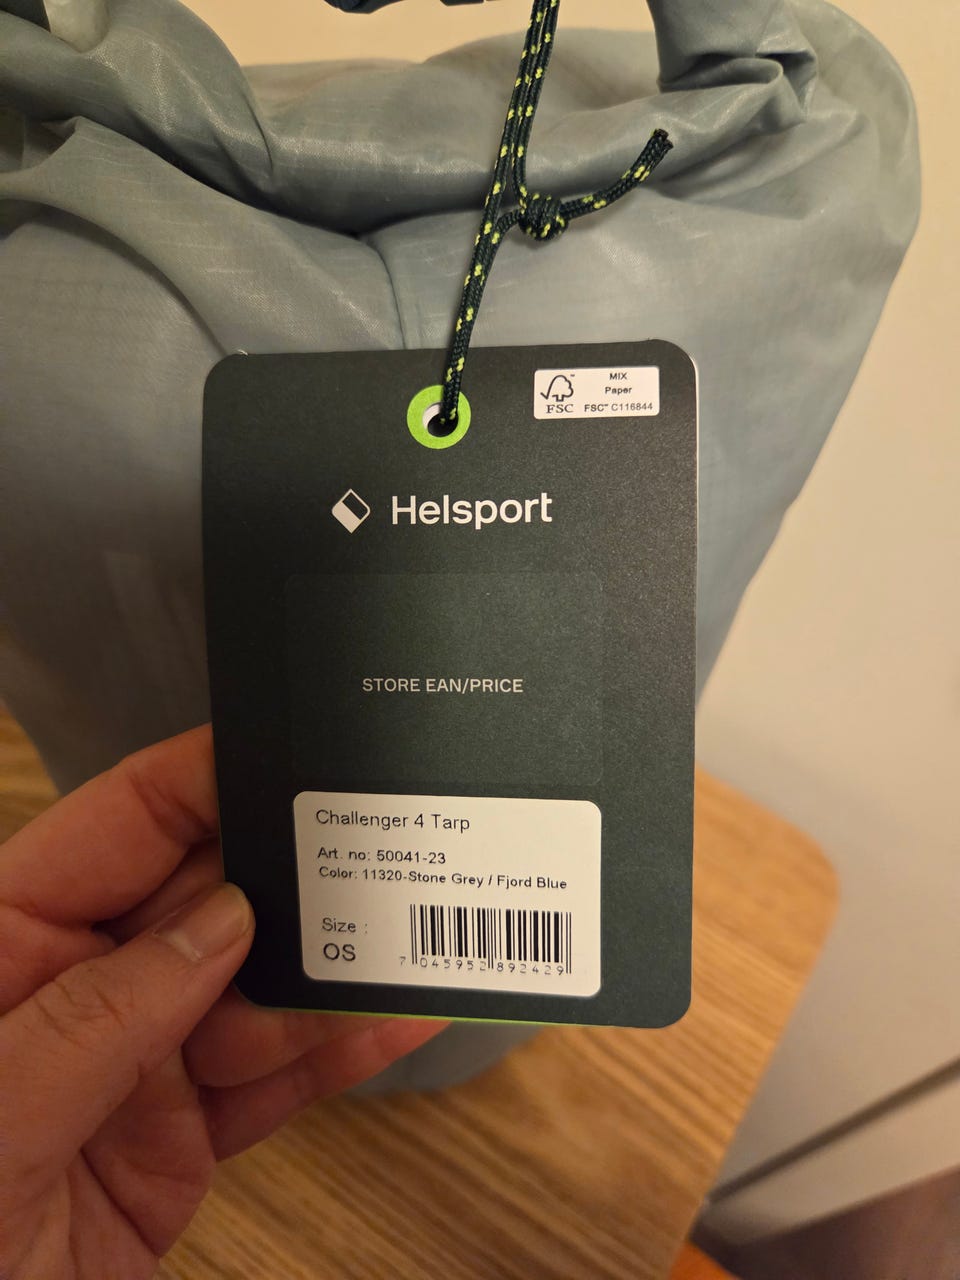 MIX
Paper
FSC™ C116844
FSC
Helsport
STORE EAN/PRICE
Challenger 4 Tarp
Art. no: 50041-23
Color: 11320-Stone Grey / Fjord Blue
Size :
OS
7 045952 892429